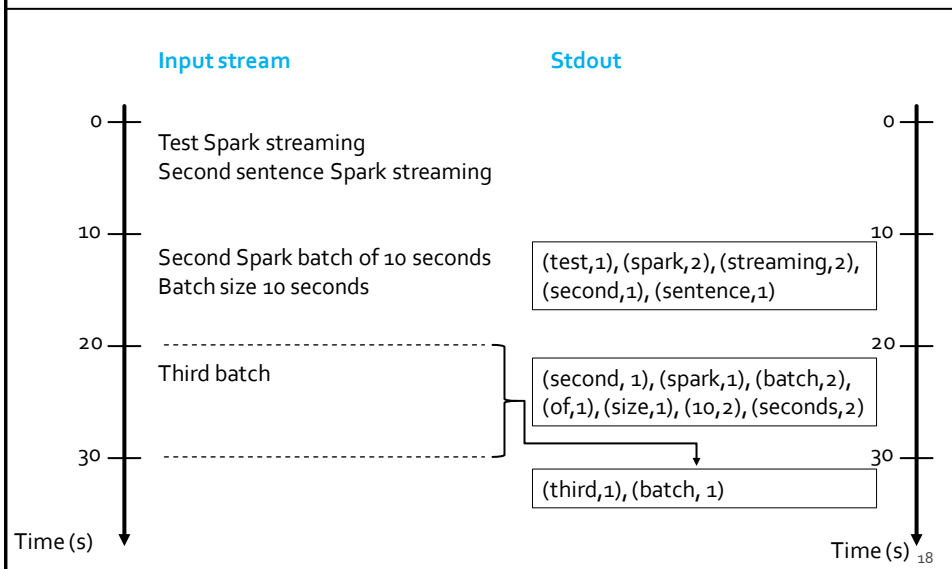 Input stream
Stdout
0
0
Test Spark streaming
Second sentence Spark streaming
10
10
Second Spark batch of 10 seconds
Batch size 10 seconds
(test,1), (spark,2), (streaming,2),
(second,1), (sentence,1)
20
20
Third batch
(second, 1), (spark,1), (batch,2),
(of,1), (size,1), (10,2), (seconds,2)
30
30
(third,1), (batch, 1)
Time (s)
Time (s)
18